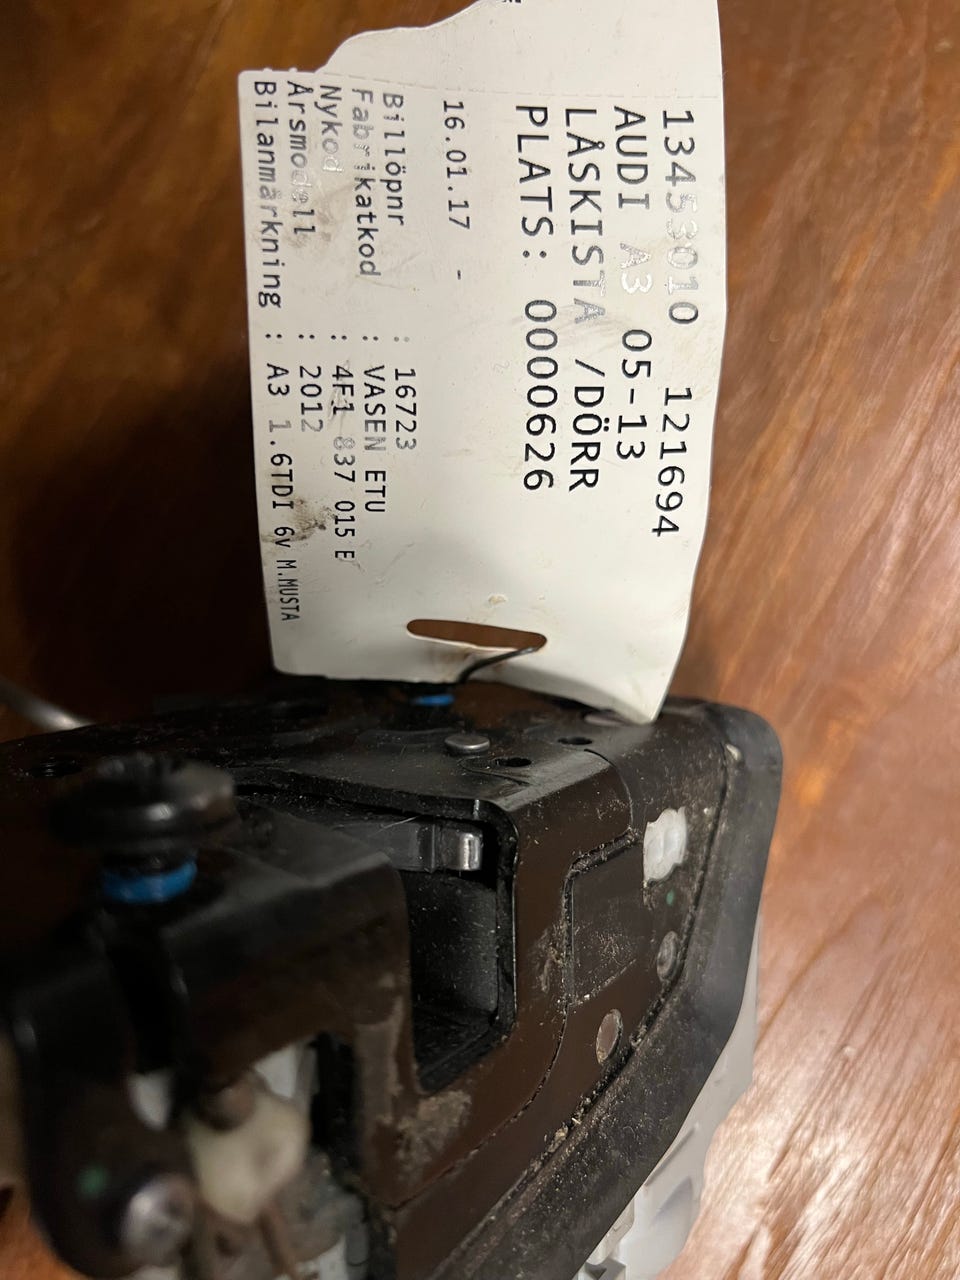 13453010 121694
AUDI A3 05-13
LÅSKISTA /DÖRR
PLATS: 0000626
16.01.17 -
Billöpnr : 16723
Fabrikatkod : VASEN ETU
Nykod : 4F1 837 015 E
Årsmodell : 2012
Bilanmärkning : A3 1.6TDI 6V M.MUSTA